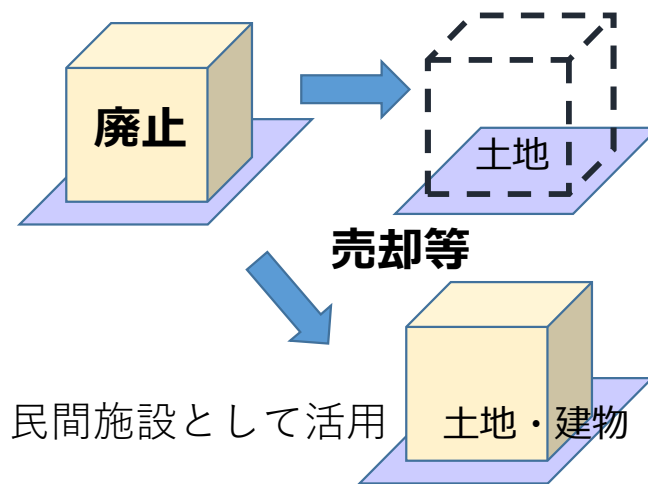 廃止
土地
売却等
民間施設として活用
土地・建物